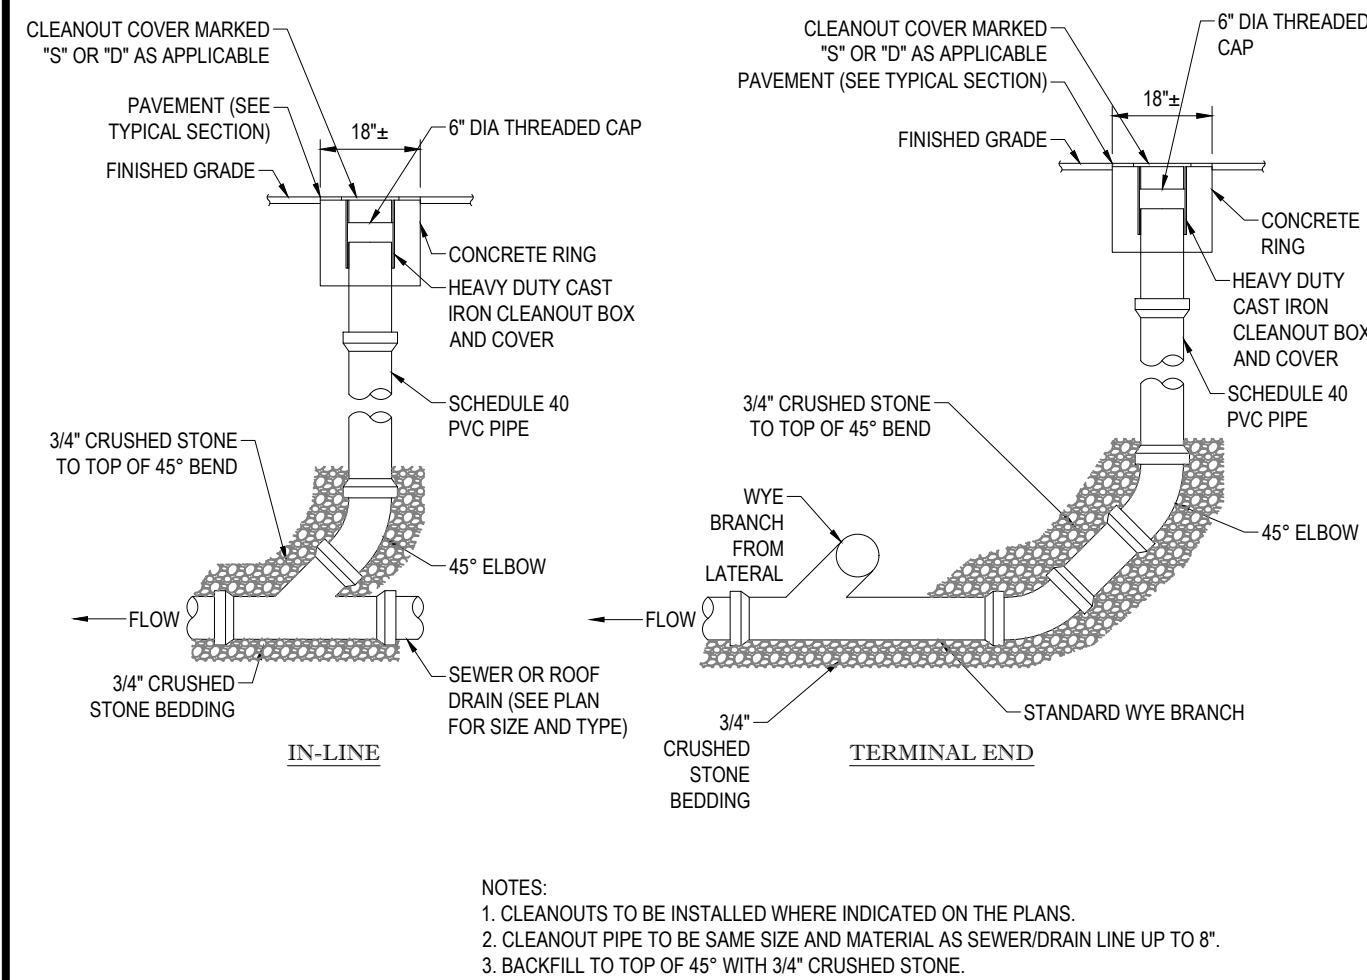 CLEANOUT COVER MARKED
"S" OR "D" AS APPLICABLE
PAVEMENT (SEE
TYPICAL SECTION)
FINISHED GRADE
18"±
6" DIA THREADED CAP
CONCRETE RING
HEAVY DUTY CAST
IRON CLEANOUT BOX
AND COVER
SCHEDULE 40
PVC PIPE
3/4" CRUSHED STONE
TO TOP OF 45° BEND
45° ELBOW
FLOW
3/4" CRUSHED
STONE BEDDING
SEWER OR ROOF
DRAIN (SEE PLAN
FOR SIZE AND TYPE)
IN-LINE
CLEANOUT COVER MARKED
"S" OR "D" AS APPLICABLE
PAVEMENT (SEE TYPICAL SECTION)
FINISHED GRADE
18"±
6" DIA THREADED
CAP
CONCRETE
RING
HEAVY DUTY
CAST IRON
CLEANOUT BOX
AND COVER
SCHEDULE 40
PVC PIPE
3/4" CRUSHED STONE
TO TOP OF 45° BEND
WYE
BRANCH
FROM
LATERAL
45° ELBOW
FLOW
STANDARD WYE BRANCH
3/4"
CRUSHED
STONE
BEDDING
TERMINAL END
NOTES:
1. CLEANOUTS TO BE INSTALLED WHERE INDICATED ON THE PLANS.
2. CLEANOUT PIPE TO BE SAME SIZE AND MATERIAL AS SEWER/DRAIN LINE UP TO 8".
3. BACKFILL TO TOP OF 45° WITH 3/4" CRUSHED STONE.